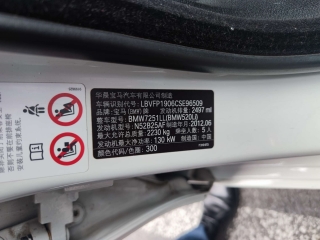 华晨宝马汽车有限公司制造
车辆识别代号: LBVFP1906CSE96509
品牌: 宝马(BMW)牌 发动机排量: 2497 ml
整车型号: BMW7251LL(BMW520Li)
发动机型号: N52B25AF 制造年月: 2012.06
最大允许总质量: 2230 kg 乘坐人数: 5人
发动机最大净功率: 130 kW 制造国: 中国
颜色代码/色番: 300